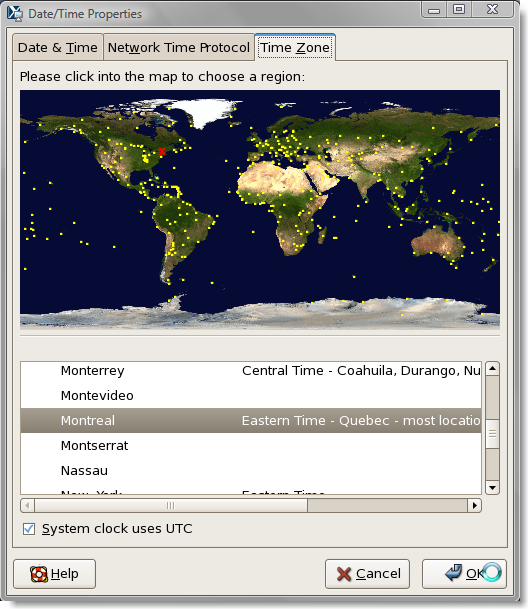 Date/Time Properties
Date & Time Network Time Protocol Time Zone
Please click into the map to choose a region:
Monterrey Central Time - Coahuila, Durango, Nu
Montevideo
Montreal Eastern Time - Quebec - most locatio
Montserrat
Nassau
New York Eastern Time
System clock uses UTC
Help Cancel OK